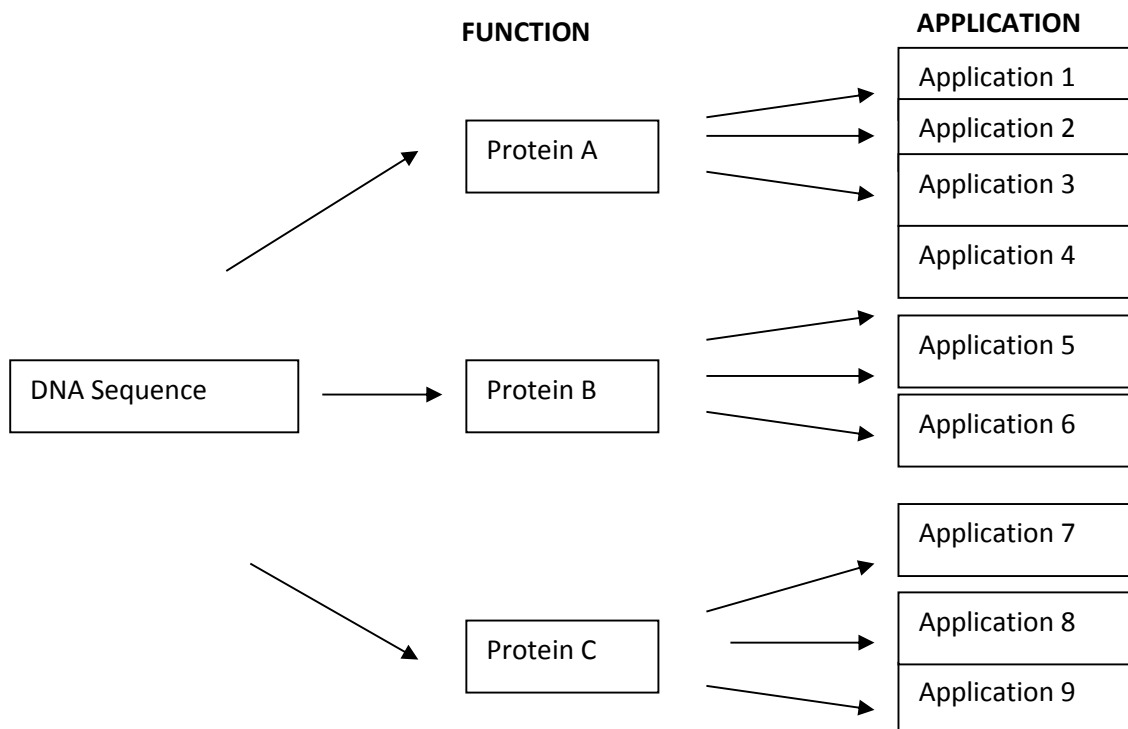 FUNCTION
APPLICATION
Application 1
Application 2
Protein A
Application 3
Application 4
Application 5
DNA Sequence
Protein B
Application 6
Application 7
Application 8
Protein C
Application 9